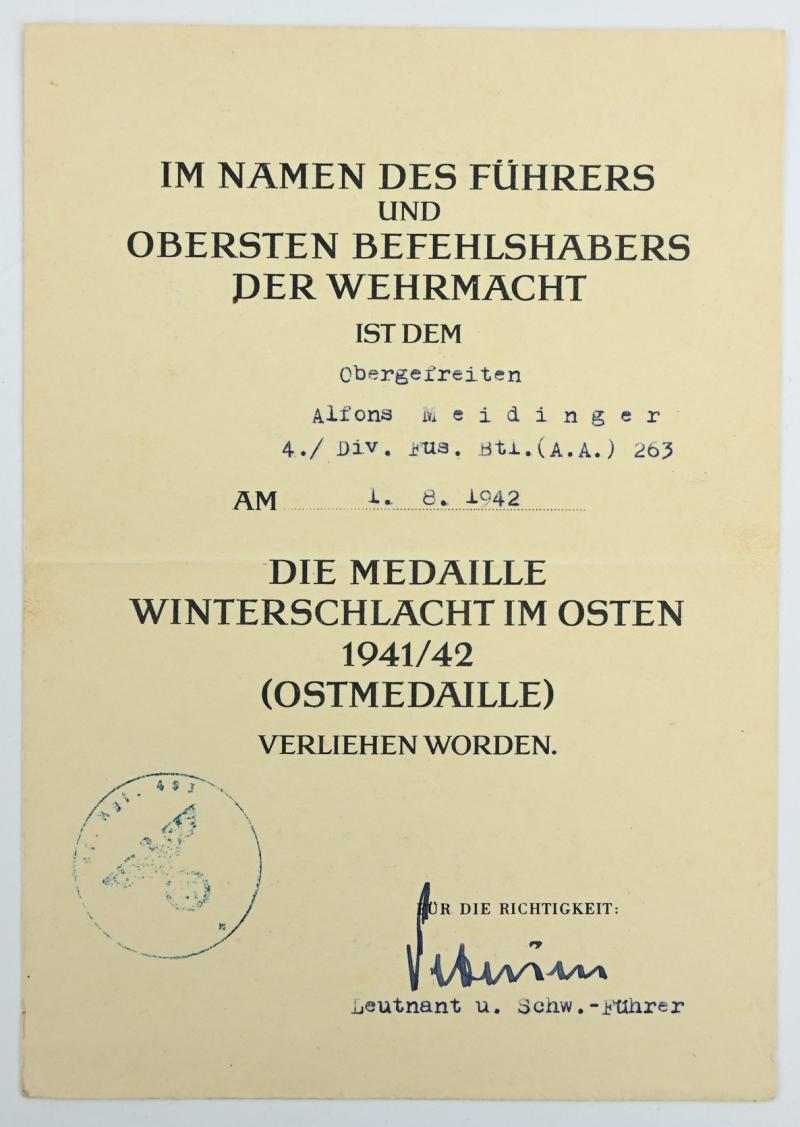 IM NAMEN DES FÜHRERS
UND
OBERSTEN BEFEHLSHABERS
DER WEHRMACHT
IST DEM
Obergefreiten
Alfons M e i d i n g e r
4./ Div. Fus. Btl.(A.A.) 263
AM 1. 8. 1942
DIE MEDAILLE
WINTERSCHLACHT IM OSTEN
1941/42
(OSTMEDAILLE)
VERLIEHEN WORDEN.
FÜR DIE RICHTIGKEIT:
Leutnant u. Schw.-Führer